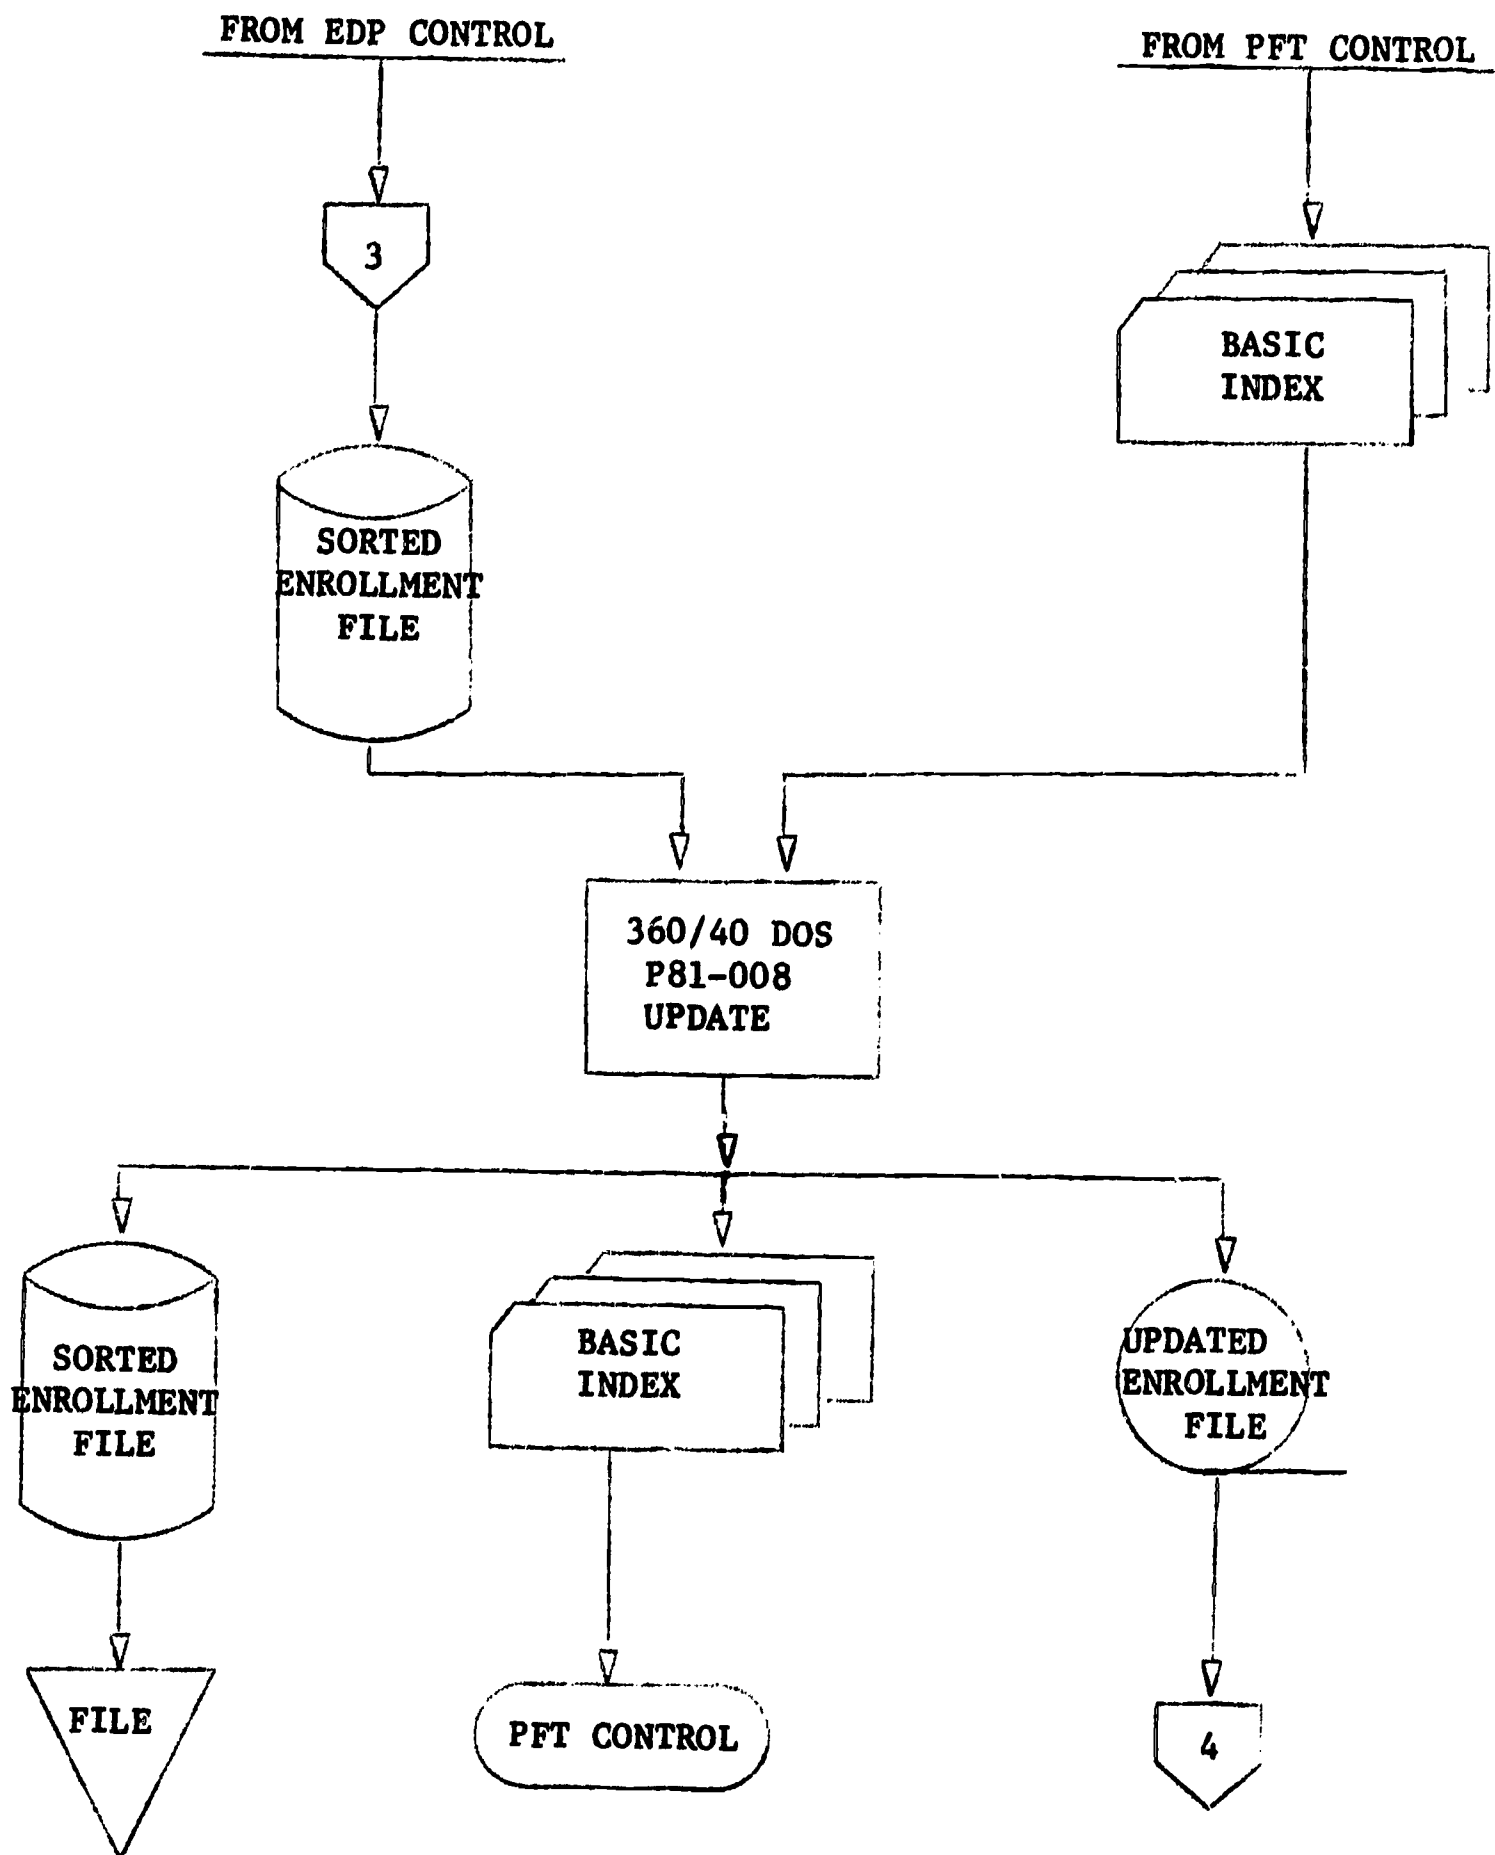 FROM EDP CONTROL
FROM PFT CONTROL
3
BASIC
INDEX
SORTED
ENROLLMENT
FILE
360/40 DOS
P81-008
UPDATE
SORTED
ENROLLMENT
FILE
BASIC
INDEX
UPDATED
ENROLLMENT
FILE
FILE
PFT CONTROL
4